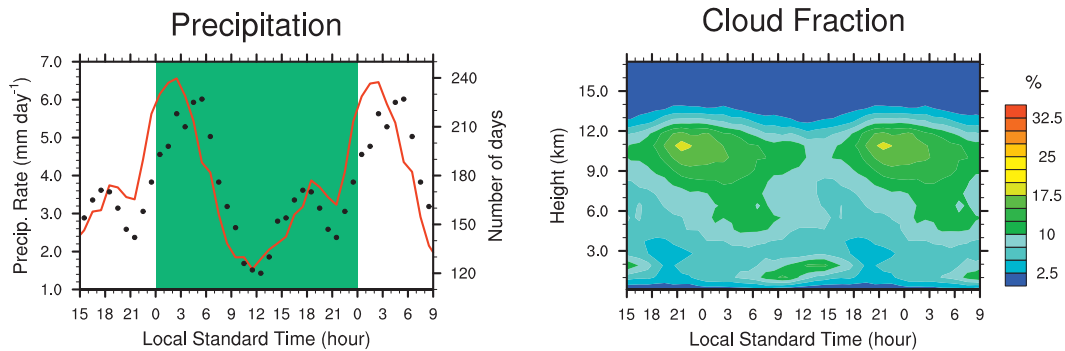 Precipitation
7.0
6.0
5.0
4.0
3.0
2.0
1.0
Precip. Rate (mm day-1)
240
210
180
150
120
Number of days
15 18 21 0 3 6 9 12 15 18 21 0 3 6 9
Local Standard Time (hour)
Cloud Fraction
15.0
12.0
9.0
6.0
3.0
0.0
Height (km)
15 18 21 0 3 6 9 12 15 18 21 0 3 6 9
Local Standard Time (hour)
%
32.5
25
17.5
10
2.5